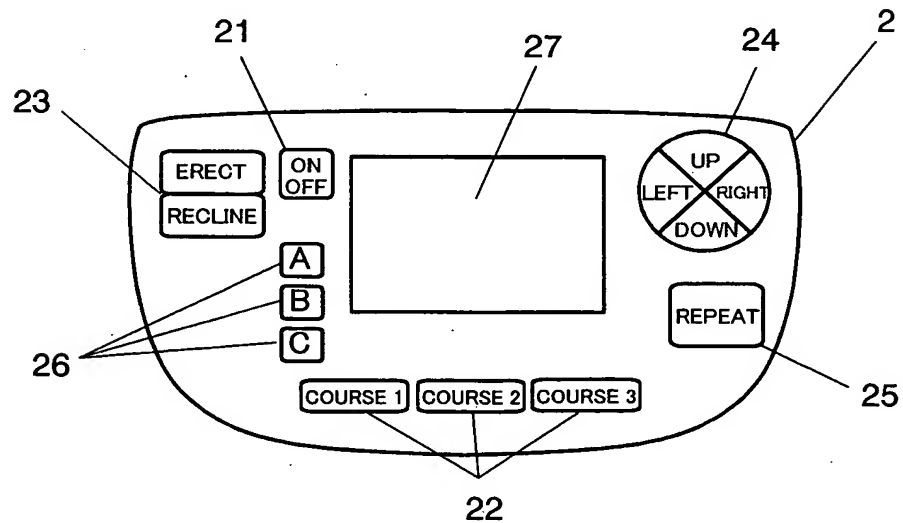 21
27
24
2
23
ERECT
RECLINE
ON
OFF
UP
LEFT
RIGHT
DOWN
A
B
C
26
REPEAT
25
COURSE 1
COURSE 2
COURSE 3
22